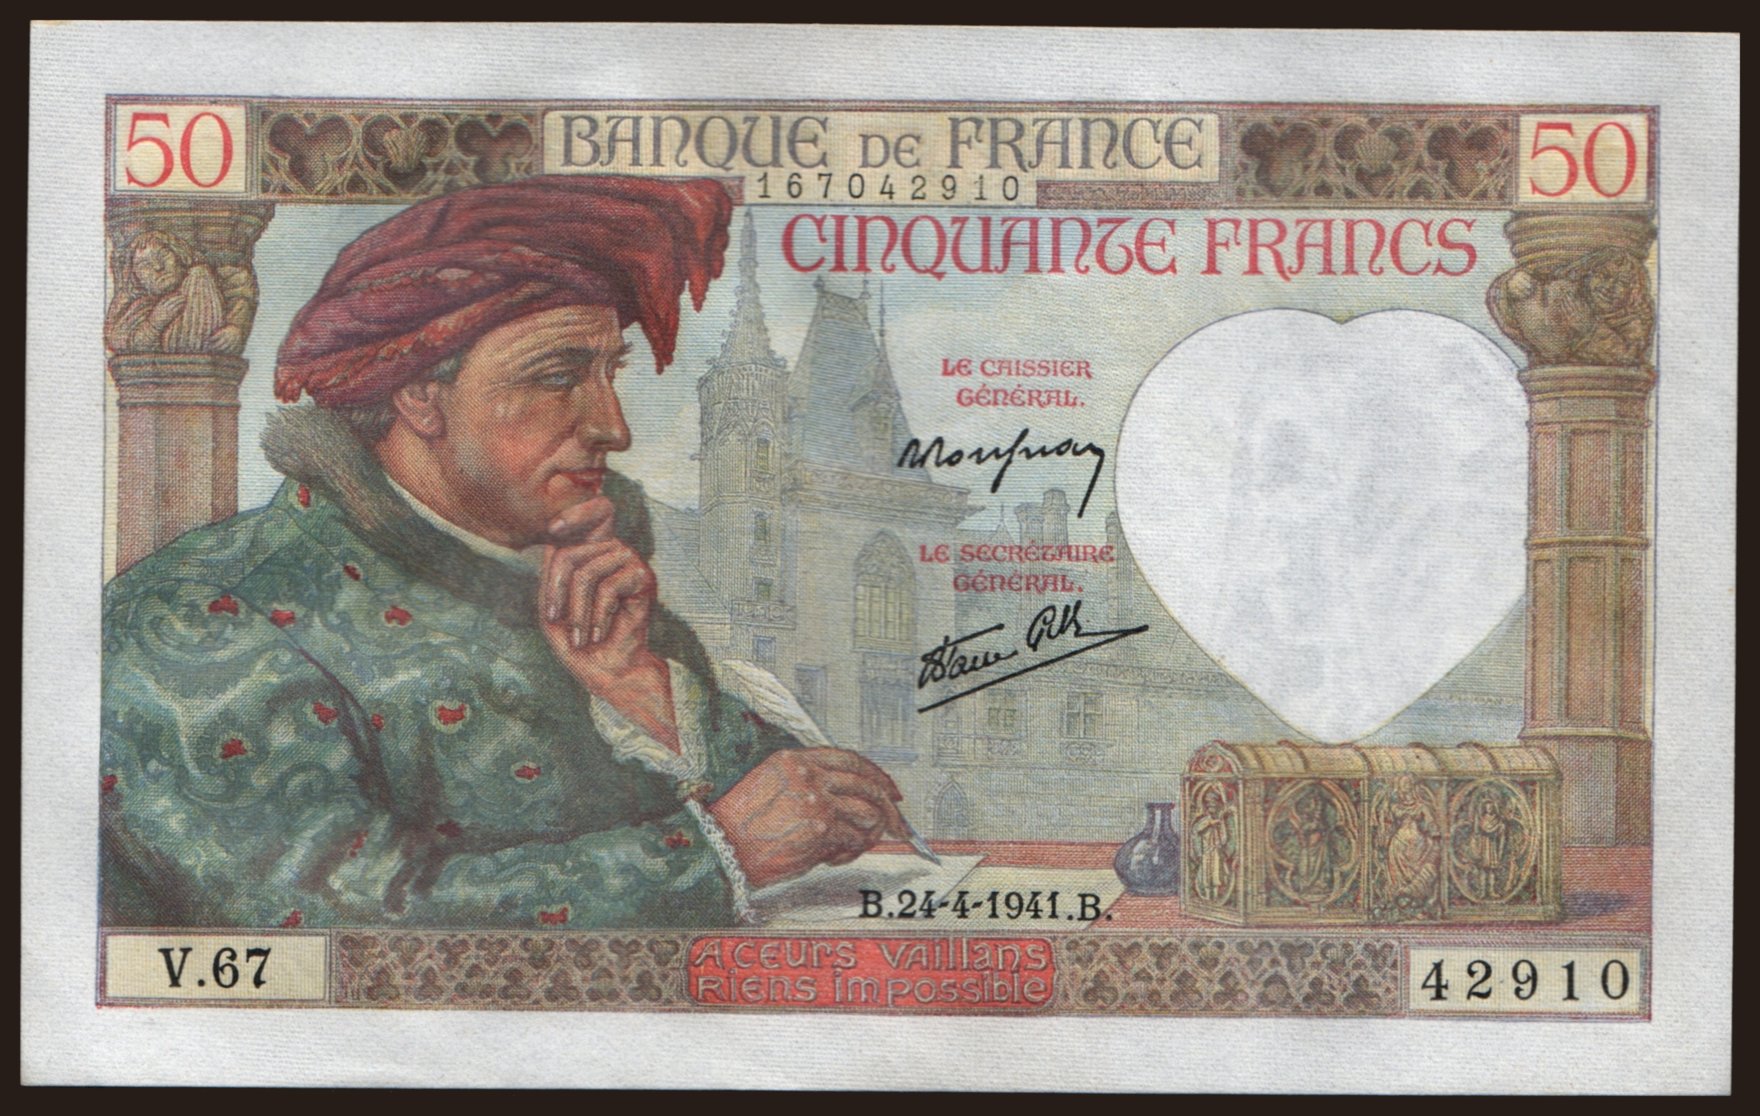 50 BANQUE DE FRANCE 50
167042910
CINQUANTE FRANCS
LE CAISSIER
GÉNÉRAL.
LE SECRÉTAIRE
GÉNÉRAL.
B.24-4-1941.B.
V.67
A CEURS VAILLANS
RIENS IMPOSSIBLE
42910